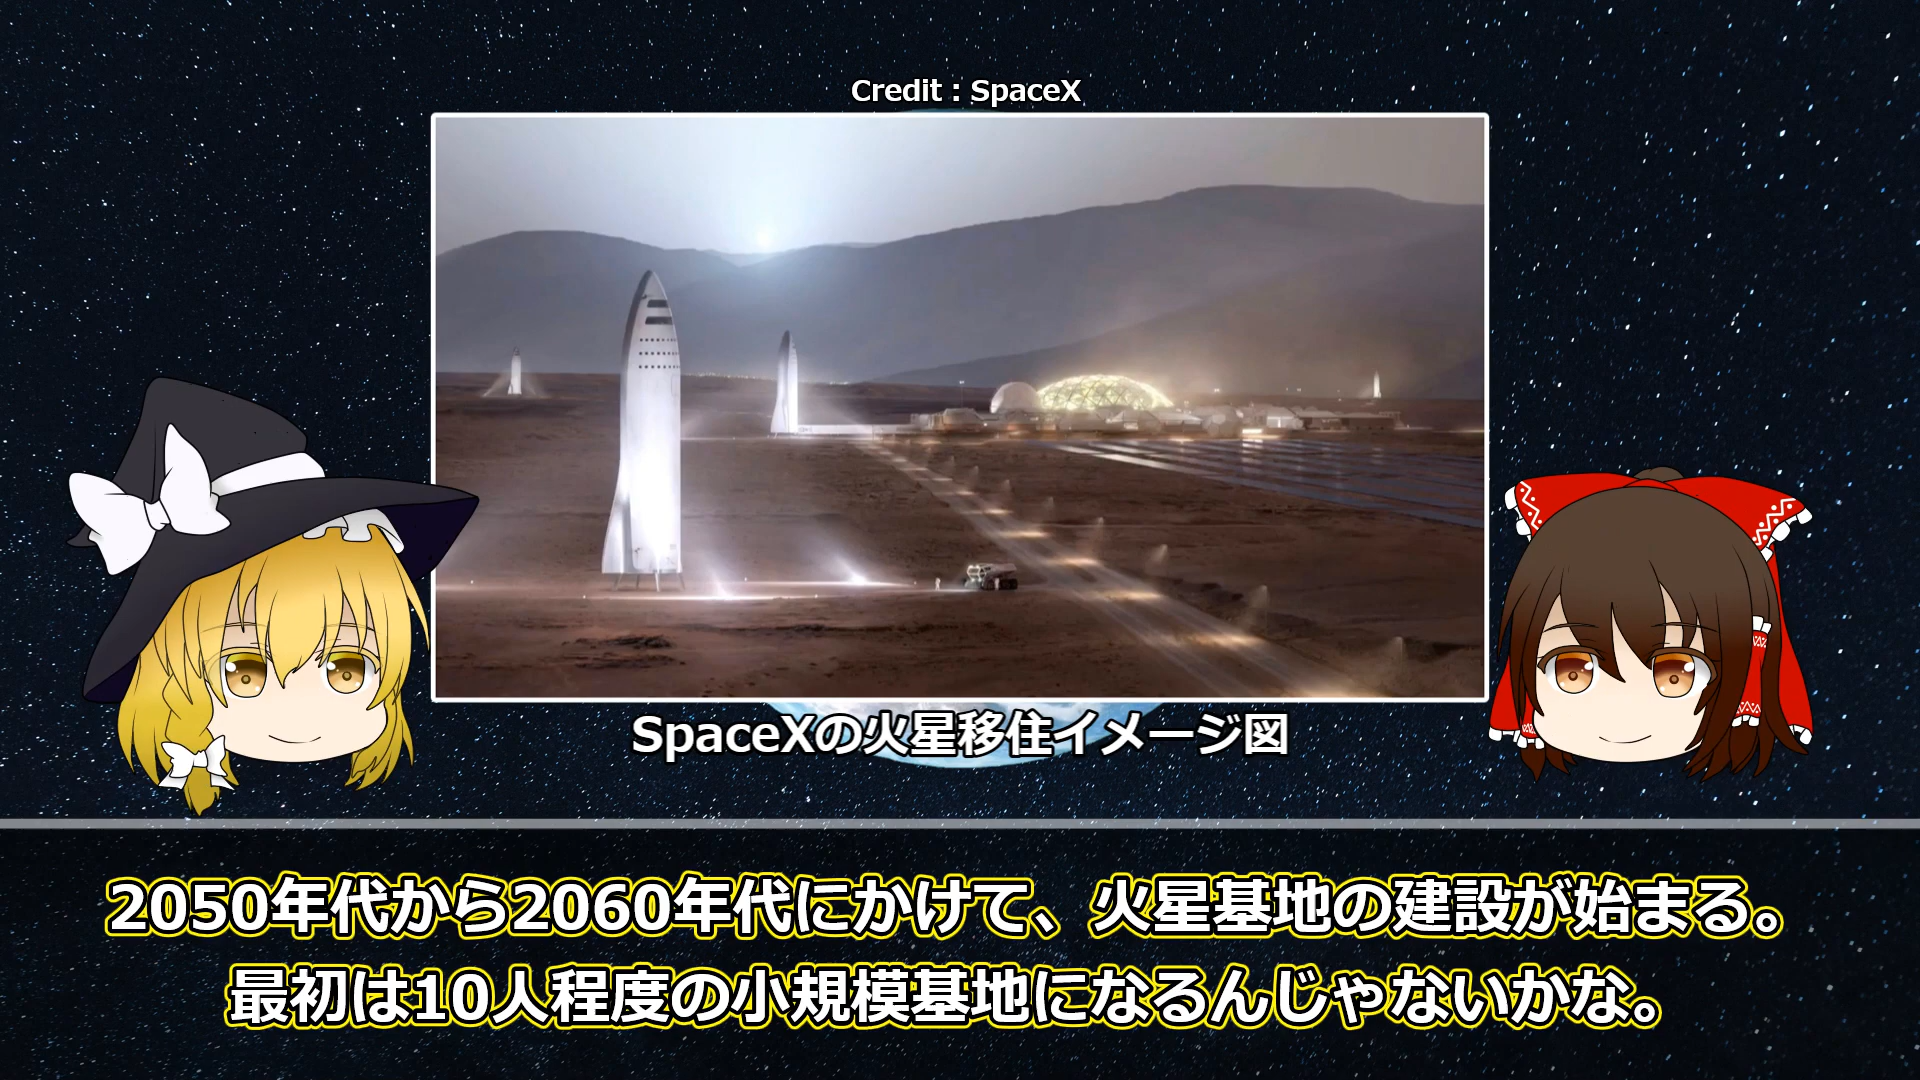 Credit : SpaceX
SpaceXの火星移住イメージ図
2050年代から2060年代にかけて、火星基地の建設が始まる。
最初は10人程度の小規模基地になるんじゃないかな。